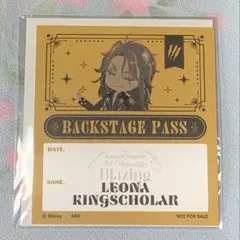 BACKSTAGE PASS
DATE.
Blazing
NAME.
LEONA
KINGSCHOLAR
© Disney
NOT FOR SALE